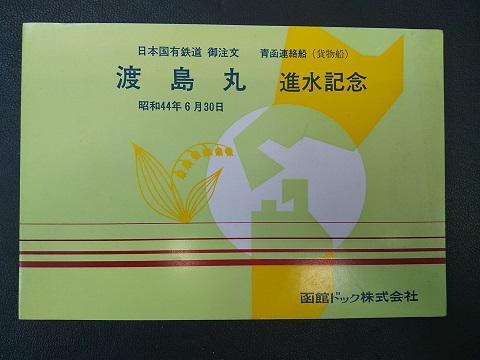 日本国有鉄道 御注文 青函連絡船（貨物船）
渡島丸 進水記念
昭和44年6月30日
函館ドック株式会社